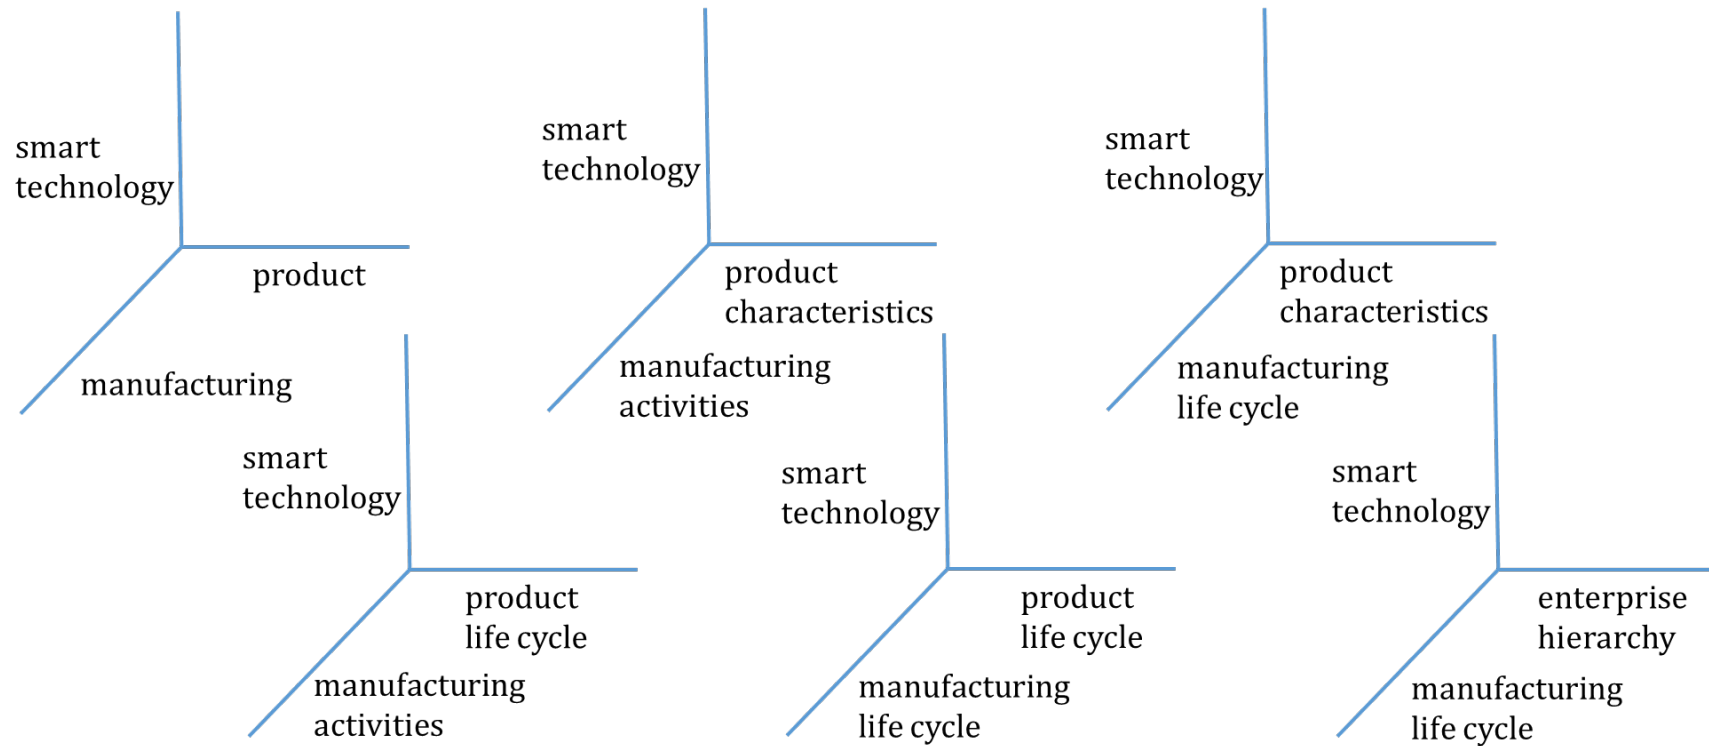 smart
technology
product
manufacturing
smart
technology
product
characteristics
manufacturing
activities
smart
technology
product
characteristics
manufacturing
life cycle
smart
technology
product
life cycle
manufacturing
activities
smart
technology
product
life cycle
manufacturing
life cycle
smart
technology
enterprise
hierarchy
manufacturing
life cycle